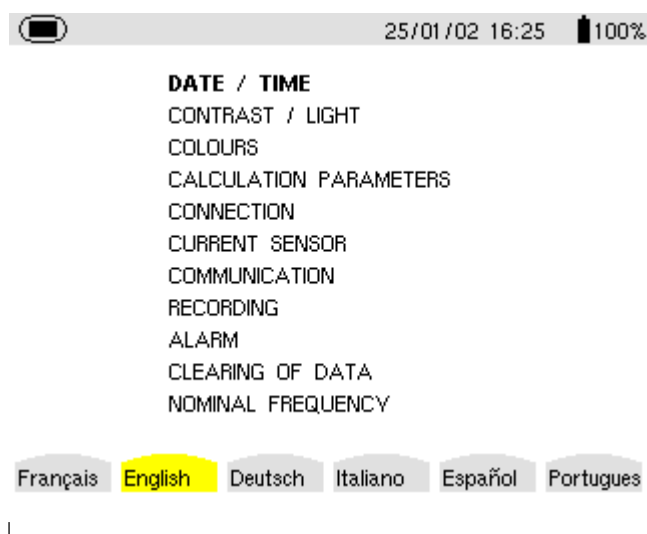 25/01/02 16:25 100%
DATE / TIME
CONTRAST / LIGHT
COLOURS
CALCULATION PARAMETERS
CONNECTION
CURRENT SENSOR
COMMUNICATION
RECORDING
ALARM
CLEARING OF DATA
NOMINAL FREQUENCY
Français English Deutsch Italiano Español Portugues